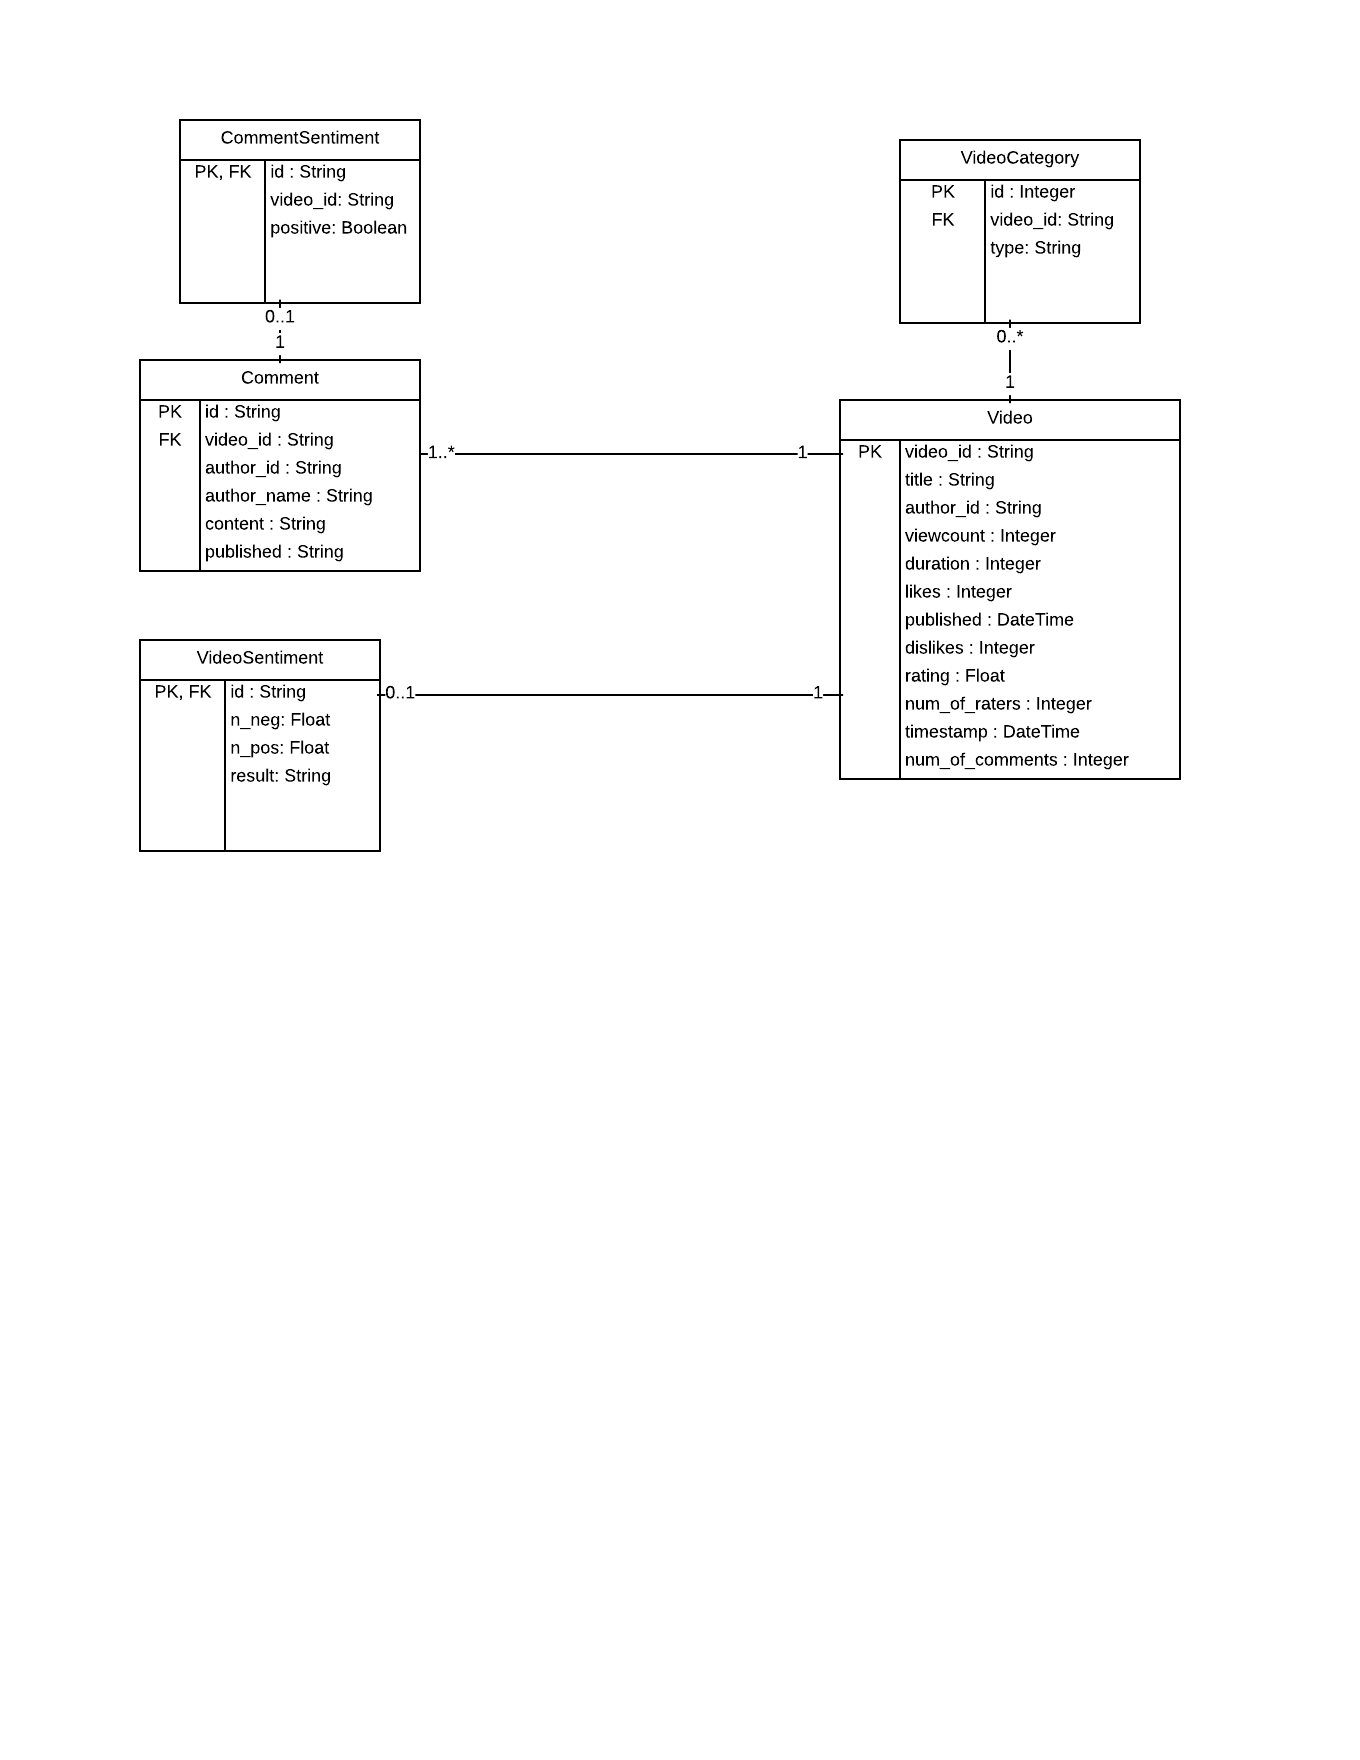 CommentSentiment
PK, FK id : String
video_id: String
positive: Boolean
0..1
1
Comment
PK id : String
FK video_id : String
author_id : String
author_name : String
content : String
published : String
1..*
1
VideoCategory
PK id : Integer
FK video_id: String
type: String
0..*
1
Video
PK video_id : String
title : String
author_id : String
viewcount : Integer
duration : Integer
likes : Integer
published : DateTime
dislikes : Integer
rating : Float
num_of_raters : Integer
timestamp : DateTime
num_of_comments : Integer
VideoSentiment
PK, FK id : String
n_neg: Float
n_pos: Float
result: String
0..1
1